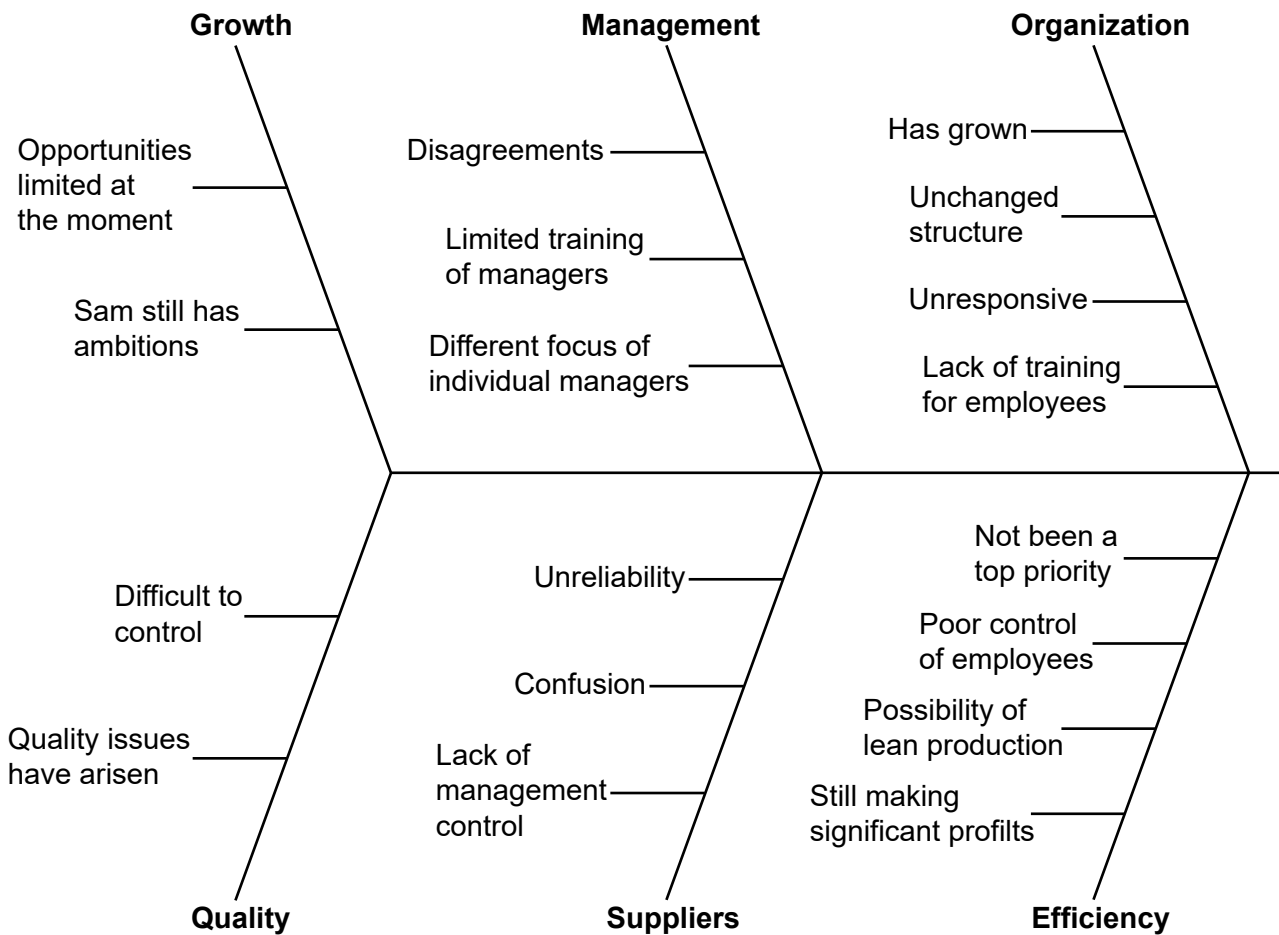 Growth
Management
Organization
Opportunities
limited at
the moment
Sam still has
ambitions
Disagreements
Limited training
of managers
Different focus of
individual managers
Has grown
Unchanged
structure
Unresponsive
Lack of training
for employees
Difficult to
control
Quality issues
have arisen
Unreliability
Confusion
Lack of
management
control
Not been a
top priority
Poor control
of employees
Possibility of
lean production
Still making
significant profilts
Quality
Suppliers
Efficiency